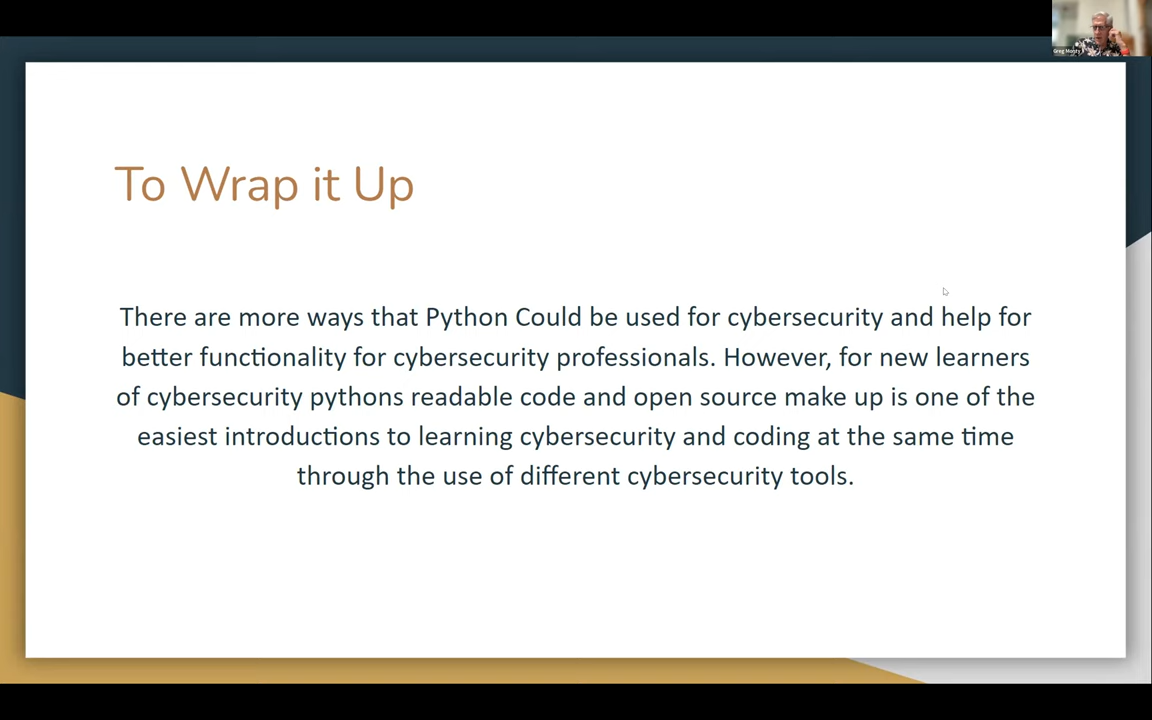 Greg Monty
To Wrap it Up
There are more ways that Python Could be used for cybersecurity and help for
better functionality for cybersecurity professionals. However, for new learners
of cybersecurity pythons readable code and open source make up is one of the
easiest introductions to learning cybersecurity and coding at the same time
through the use of different cybersecurity tools.